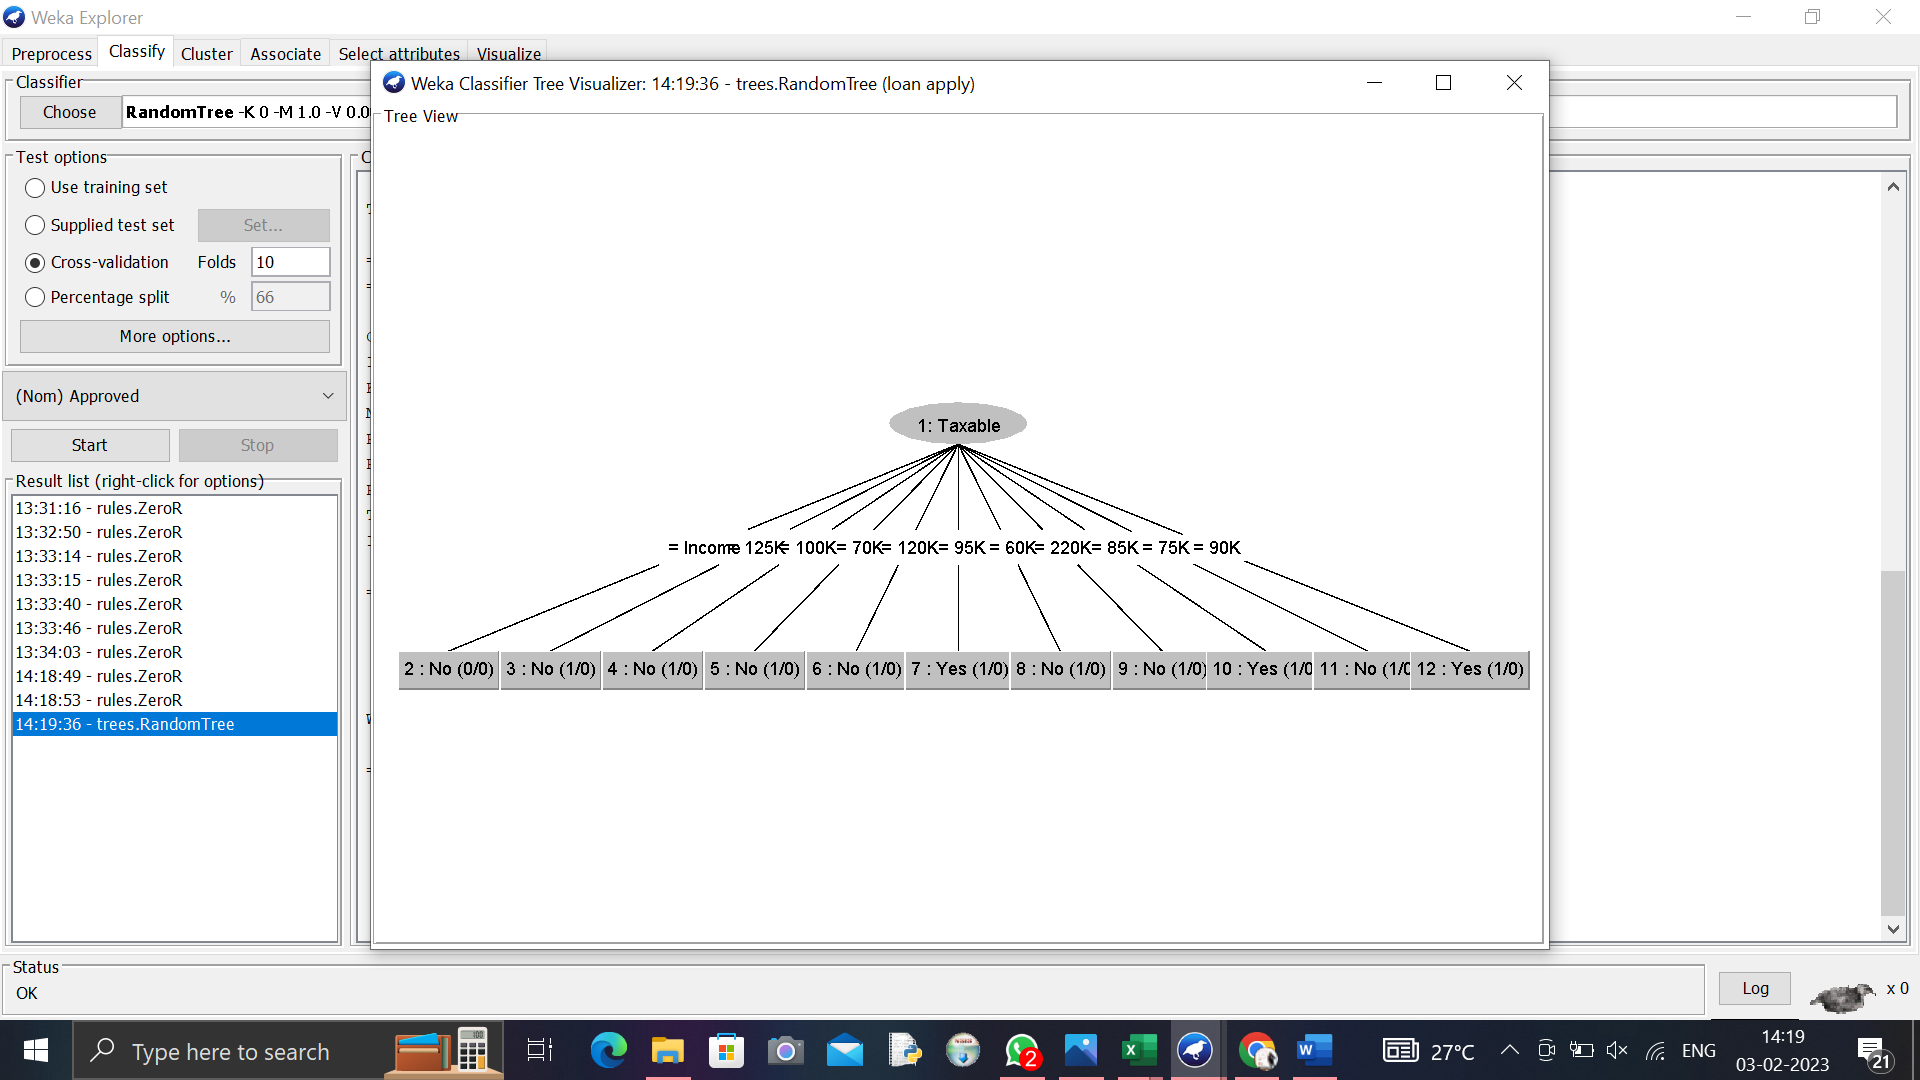 Weka Explorer
Preprocess Classify Cluster Associate Select attributes Visualize
Classifier
Choose RandomTree -K 0 -M 1.0 -V 0.0
Test options
Use training set
Supplied test set Set...
Cross-validation Folds 10
Percentage split % 66
More options...
(Nom) Approved
Start Stop
Result list (right-click for options)
13:31:16 - rules.ZeroR
13:32:50 - rules.ZeroR
13:33:14 - rules.ZeroR
13:33:15 - rules.ZeroR
13:33:40 - rules.ZeroR
13:33:46 - rules.ZeroR
13:34:03 - rules.ZeroR
14:18:49 - rules.ZeroR
14:18:53 - rules.ZeroR
14:19:36 - trees.RandomTree
Weka Classifier Tree Visualizer: 14:19:36 - trees.RandomTree (loan apply)
Tree View
1: Taxable
= Income = 125K = 100K = 70K = 120K = 95K = 60K = 220K = 85K = 75K = 90K
2 : No (0/0) 3 : No (1/0) 4 : No (1/0) 5 : No (1/0) 6 : No (1/0) 7 : Yes (1/0) 8 : No (1/0) 9 : No (1/0) 10 : Yes (1/0 11 : No (1/0 12 : Yes (1/0)
Status
OK
Log x 0
Type here to search
2
27°C
ENG
14:19
03-02-2023
21